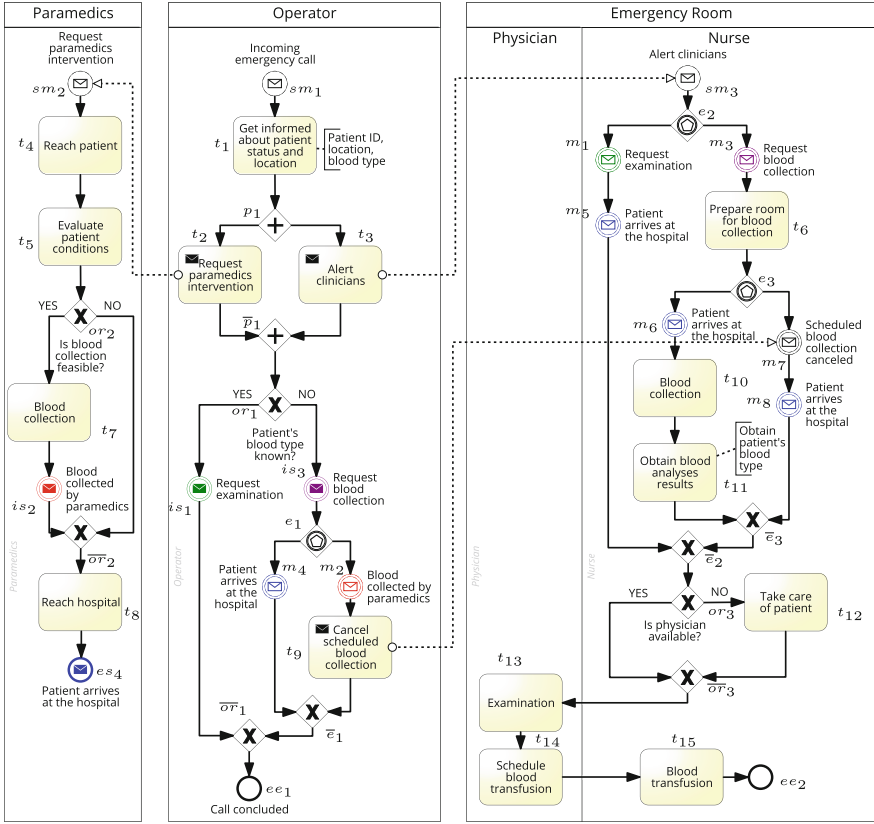 Paramedics
Request
paramedics
intervention
sm2
t4
Reach patient
t5
Evaluate
patient
conditions
YES
NO
or2
Is blood
collection
feasible?
Blood
collection
t7
Blood
collected
by
paramedics
is2
o̅r̅2
Paramedics
Reach hospital
t8
es4
Patient arrives
at the hospital
Operator
Incoming
emergency call
sm1
t1
Get informed
about patient
status and
location
Patient ID,
location,
blood type
p1
t2
t3
Request
paramedics
intervention
Alert
clinicians
p̅1
YES
NO
or1
Patient's
blood type
known?
is3
Request
examination
is1
Request
blood
collection
e1
Operator
Patient
arrives
at the
hospital
m4
m2
Blood
collected by
paramedics
t9
Cancel
scheduled
blood
collection
o̅r̅1
e̅1
ee1
Call concluded
Emergency Room
Physician
Nurse
Alert clinicians
sm3
e2
m1
Request
examination
m3
Request
blood
collection
m5
Patient
arrives at
the hospital
Prepare room
for blood
collection
t6
e3
m6
Patient
arrives at
the hospital
Scheduled
blood
collection
canceled
m7
Blood
collection
t10
m8
Patient
arrives
at the
hospital
Obtain
patient's
blood
type
Obtain blood
analyses
results
t11
e̅3
e̅2
Physician
Nurse
YES
NO
or3
Is physician
available?
Take care
of patient
t12
o̅r̅3
t13
Examination
t14
Schedule
blood
transfusion
t15
Blood
transfusion
ee2